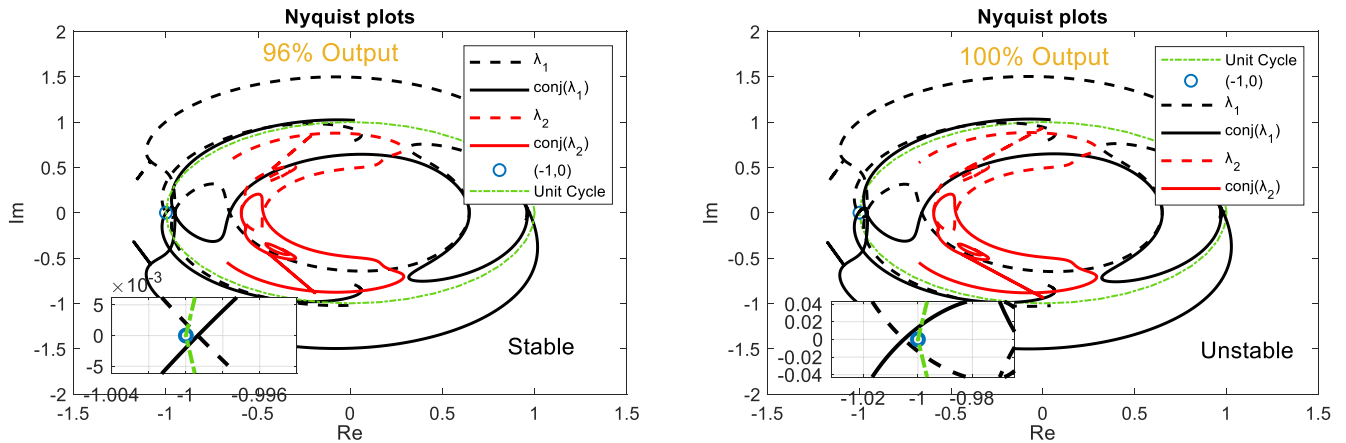 Nyquist plots
96% Output
λ1
conj(λ1)
λ2
conj(λ2)
(-1,0)
Unit Cycle
2
1.5
1
0.5
0
-0.5
-1
-1.5
-2
Im
×10-3
5
0
-5
-1.004
-1
-0.996
Stable
-1.5
-1
-0.5
0
0.5
1
1.5
Re
Nyquist plots
100% Output
Unit Cycle
(-1,0)
λ1
conj(λ1)
λ2
conj(λ2)
2
1.5
1
0.5
0
-0.5
-1
-1.5
-2
Im
0.04
0.02
0
-0.02
-0.04
-1.02
-1
-0.98
Unstable
-1.5
-1
-0.5
0
0.5
1
1.5
Re